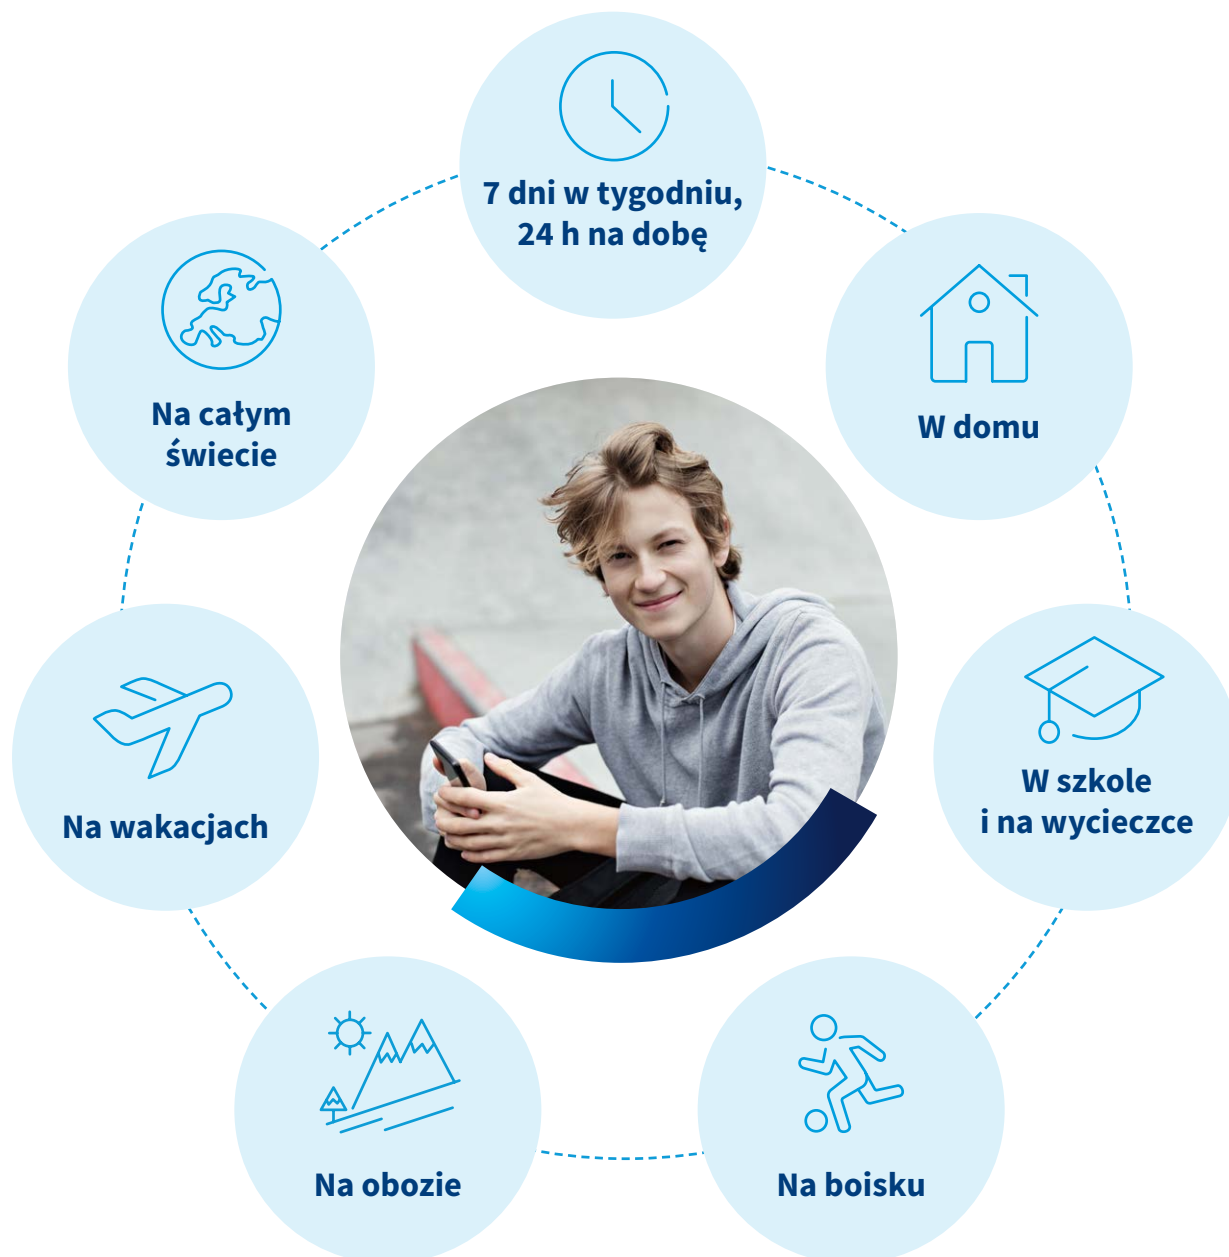 7 dni w tygodniu,
24 h na dobę
Na całym
świecie
W domu
Na wakacjach
W szkole
i na wycieczce
Na obozie
Na boisku